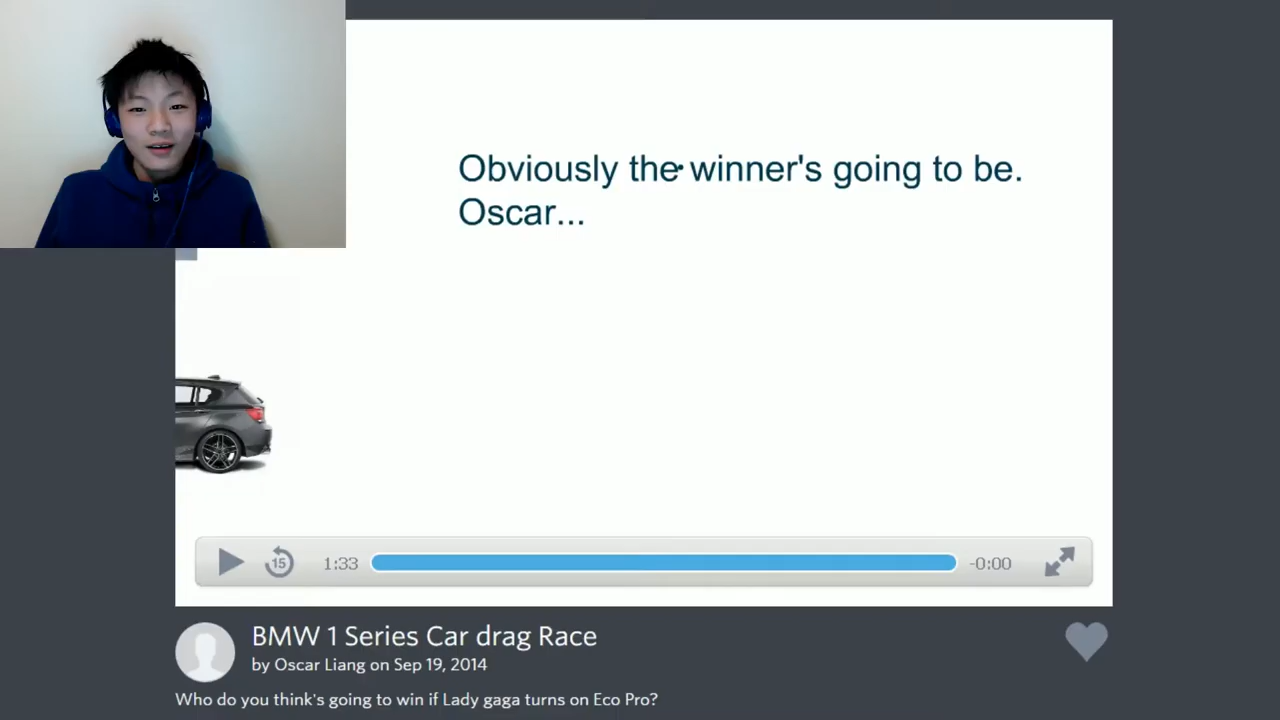 Obviously the winner's going to be.
Oscar...
15
1:33
-0:00
BMW 1 Series Car drag Race
by Oscar Liang on Sep 19, 2014
Who do you think's going to win if Lady gaga turns on Eco Pro?